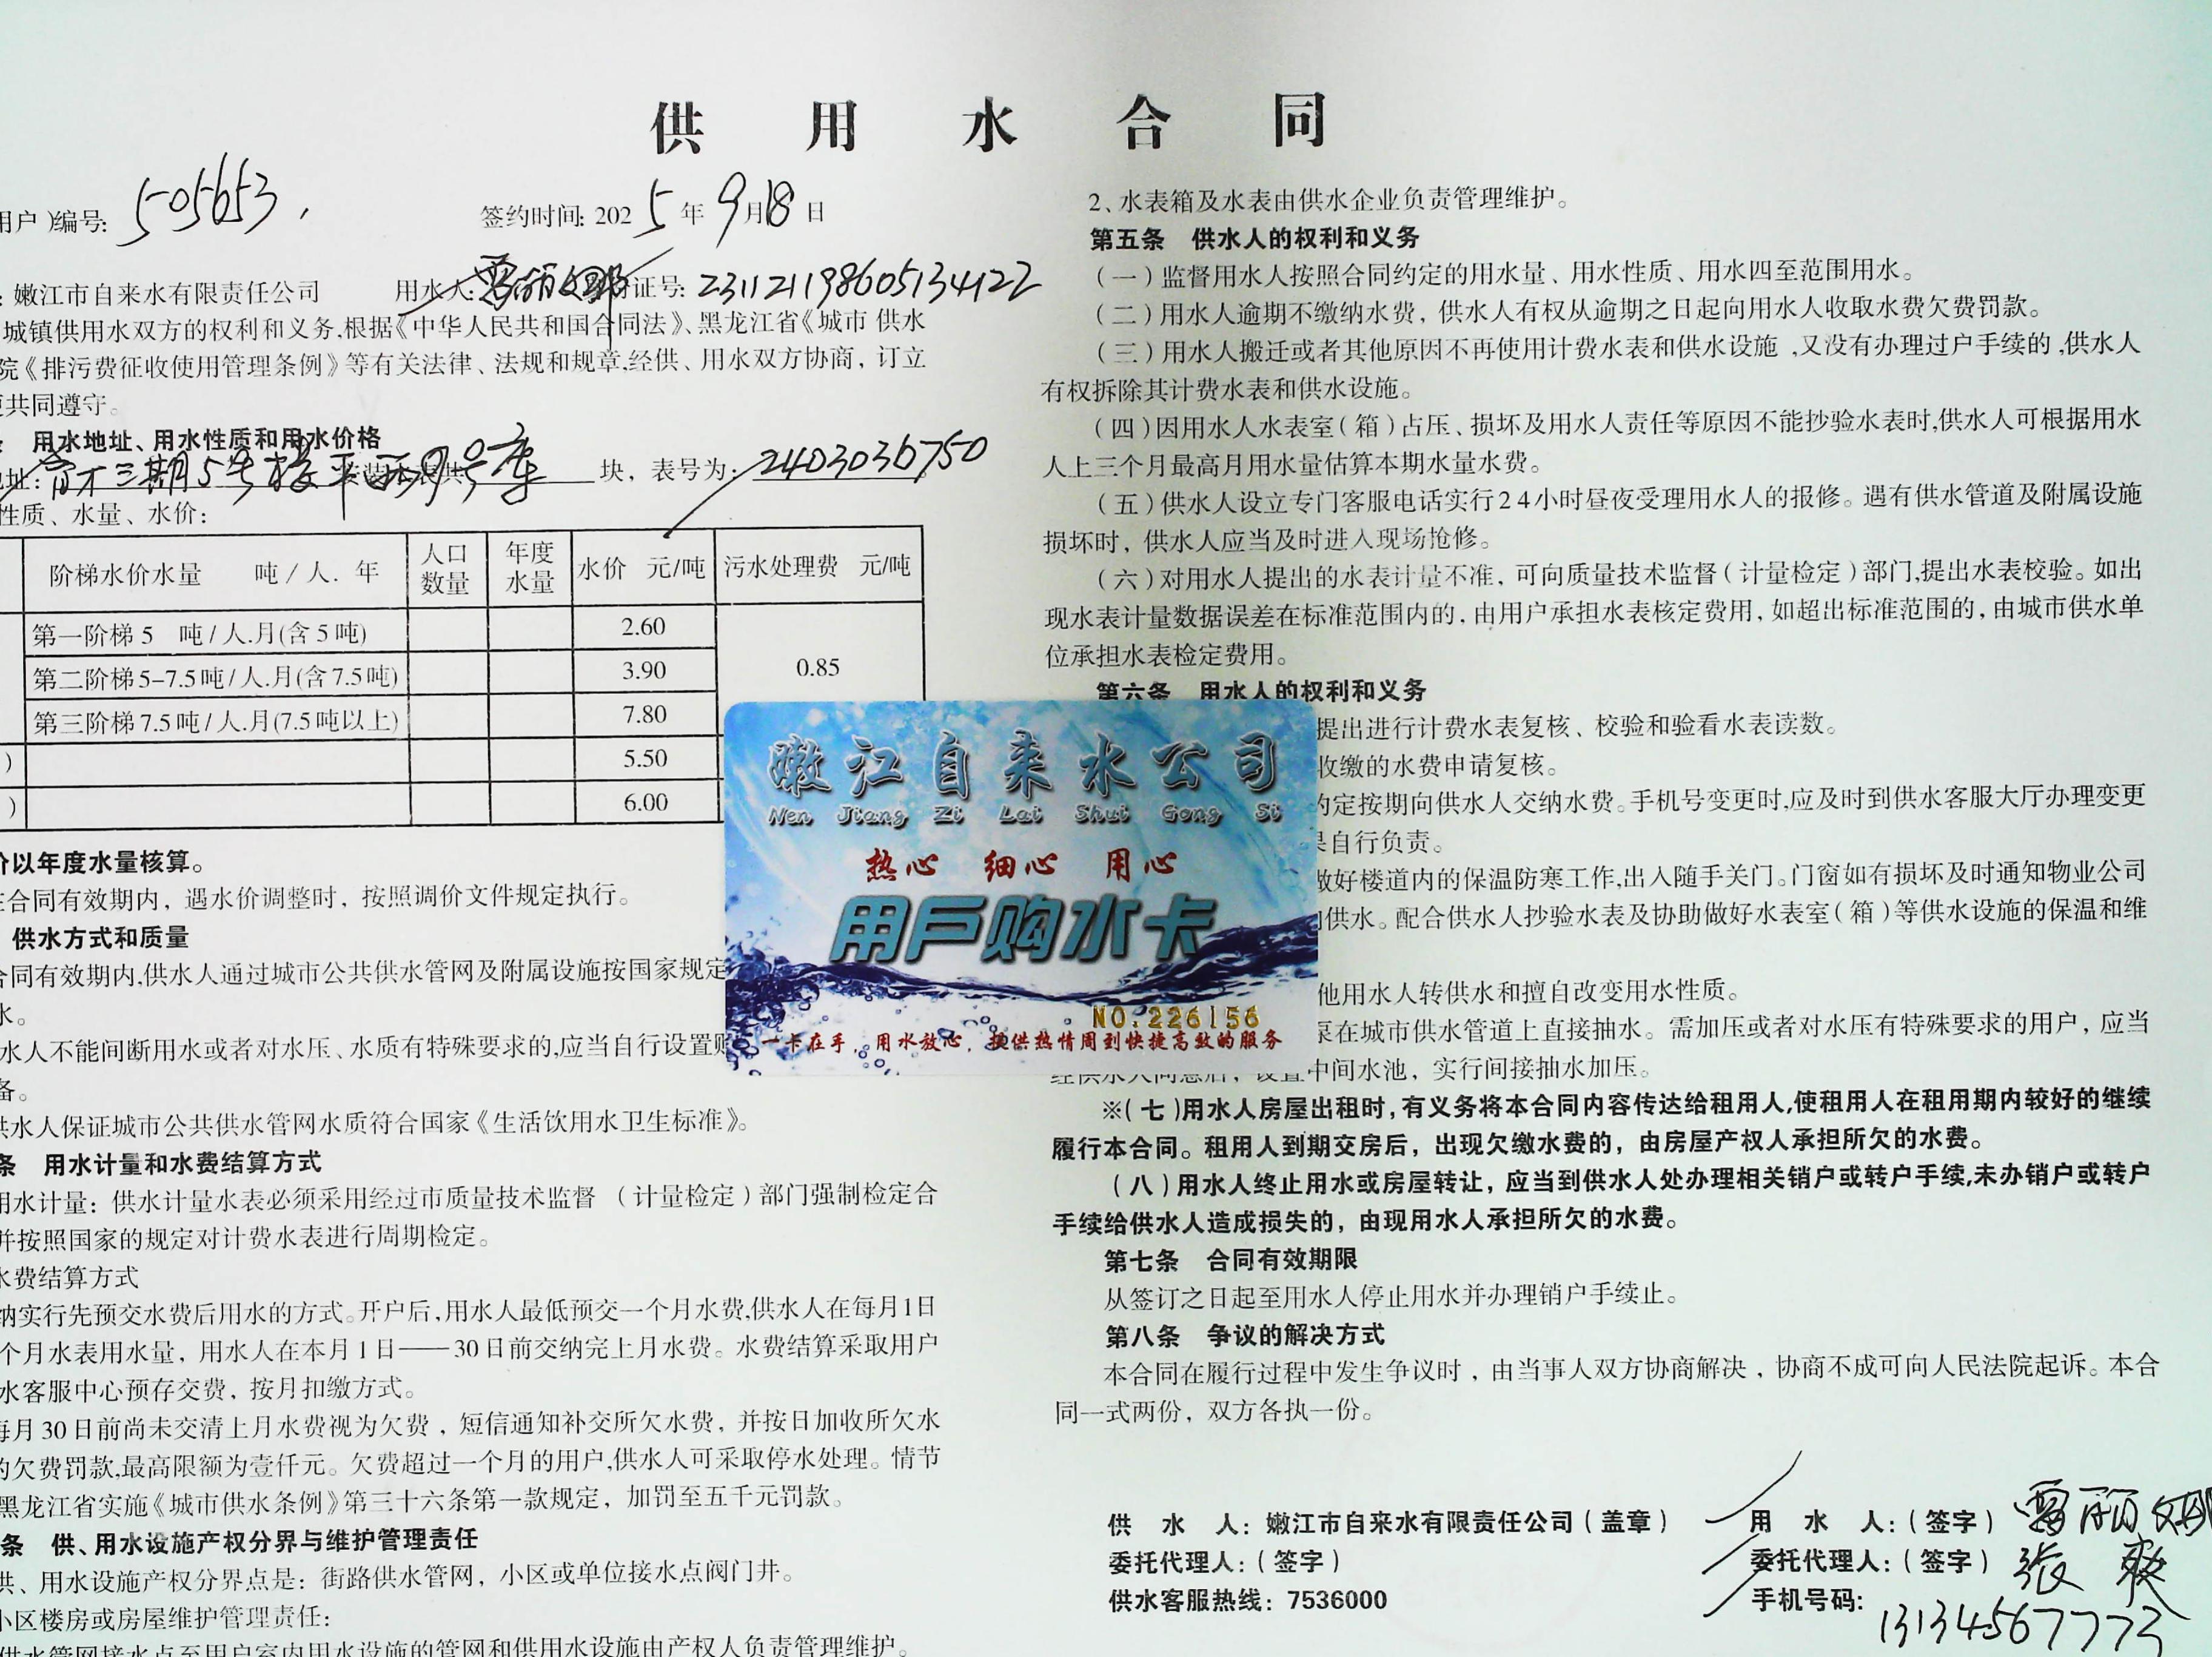 供 用 水 合 同
用户)编号: 505653
签约时间: 2025年9月18日
: 嫩江市自来水有限责任公司 用水人: 雷丽 证号: 231121198605134122
城镇供用水双方的权利和义务,根据《中华人民共和国合同法》、黑龙江省《城市 供水
院《排污费征收使用管理条例》等有关法律、法规和规章,经供、用水双方协商，订立
共同遵守。
用水地址、用水性质和用水价格
址: 育才三期5号楼平 号库 块，表号为: 2403036750
性质、水量、水价:
阶梯水价水量 吨/人.年 人口数量 年度水量 水价 元/吨 污水处理费 元/吨
第一阶梯 5 吨/人.月(含5吨) 2.60
第二阶梯5-7.5吨/人.月(含7.5吨) 3.90 0.85
第三阶梯7.5吨/人.月(7.5吨以上) 7.80
) 5.50
) 6.00
价以年度水量核算。
在合同有效期内，遇水价调整时，按照调价文件规定执行。
供水方式和质量
合同有效期内,供水人通过城市公共供水管网及附属设施按国家规定
水。
水人不能间断用水或者对水压、水质有特殊要求的,应当自行设置
备。
供水人保证城市公共供水管网水质符合国家《生活饮用水卫生标准》。
条 用水计量和水费结算方式
用水计量：供水计量水表必须采用经过市质量技术监督 （计量检定）部门强制检定合
并按照国家的规定对计费水表进行周期检定。
水费结算方式
纳实行先预交水费后用水的方式。开户后,用水人最低预交一个月水费,供水人在每月1日
个月水表用水量，用水人在本月1日——30日前交纳完上月水费。水费结算采取用户
水客服中心预存交费，按月扣缴方式。
每月30日前尚未交清上月水费视为欠费，短信通知补交所欠水费，并按日加收所欠水
的欠费罚款,最高限额为壹仟元。欠费超过一个月的用户,供水人可采取停水处理。情节
黑龙江省实施《城市供水条例》第三十六条第一款规定，加罚至五千元罚款。
条 供、用水设施产权分界与维护管理责任
供、用水设施产权分界点是：街路供水管网，小区或单位接水点阀门井。
小区楼房或房屋维护管理责任:
供水管网接水点至用户室内用水设施的管网和供用水设施由产权人负责管理维护。
2、水表箱及水表由供水企业负责管理维护。
第五条 供水人的权利和义务
（一）监督用水人按照合同约定的用水量、用水性质、用水四至范围用水。
（二）用水人逾期不缴纳水费，供水人有权从逾期之日起向用水人收取水费欠费罚款。
（三）用水人搬迁或者其他原因不再使用计费水表和供水设施,又没有办理过户手续的,供水人
有权拆除其计费水表和供水设施。
（四）因用水人水表室（箱）占压、损坏及用水人责任等原因不能抄验水表时,供水人可根据用水
人上三个月最高月用水量估算本期水量水费。
（五）供水人设立专门客服电话实行24小时昼夜受理用水人的报修。遇有供水管道及附属设施
损坏时，供水人应当及时进入现场抢修。
（六）对用水人提出的水表计量不准，可向质量技术监督（计量检定）部门,提出水表校验。如出
现水表计量数据误差在标准范围内的，由用户承担水表核定费用，如超出标准范围的，由城市供水单
位承担水表检定费用。
第六条 用水人的权利和义务
提出进行计费水表复核、校验和验看水表读数。
收缴的水费申请复核。
约定按期向供水人交纳水费。手机号变更时,应及时到供水客服大厅办理变更
果自行负责。
做好楼道内的保温防寒工作,出入随手关门。门窗如有损坏及时通知物业公司
供水。配合供水人抄验水表及协助做好水表室（箱）等供水设施的保温和维
他用水人转供水和擅自改变用水性质。
泵在城市供水管道上直接抽水。需加压或者对水压有特殊要求的用户，应当
经供水人同意后，设置中间水池，实行间接抽水加压。
※（七）用水人房屋出租时,有义务将本合同内容传达给租用人,使租用人在租用期内较好的继续
履行本合同。租用人到期交房后，出现欠缴水费的，由房屋产权人承担所欠的水费。
（八）用水人终止用水或房屋转让，应当到供水人处办理相关销户或转户手续,未办销户或转户
手续给供水人造成损失的，由现用水人承担所欠的水费。
第七条 合同有效期限
从签订之日起至用水人停止用水并办理销户手续止。
第八条 争议的解决方式
本合同在履行过程中发生争议时，由当事人双方协商解决，协商不成可向人民法院起诉。本合
同一式两份，双方各执一份。
供 水 人: 嫩江市自来水有限责任公司（盖章）
委托代理人:（签字）
供水客服热线: 7536000
用 水 人:（签字） 雷丽
委托代理人:（签字） 张爽
手机号码: 13134567773
嫩江自来水公司
Nen Jiang Zi Lai Shui Gong Si
热心 细心 用心
用户购水卡
NO.226156
一卡在手，用水放心，提供热情周到快捷高效的服务